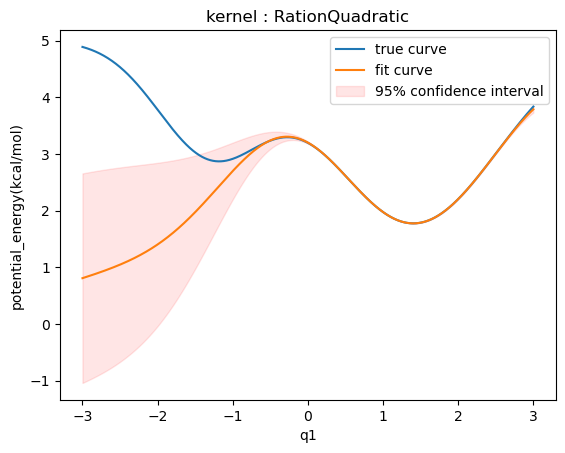 kernel : RationQuadratic
true curve
fit curve
95% confidence interval
5
4
3
2
1
0
−1
potential_energy(kcal/mol)
−3 −2 −1 0 1 2 3
q1